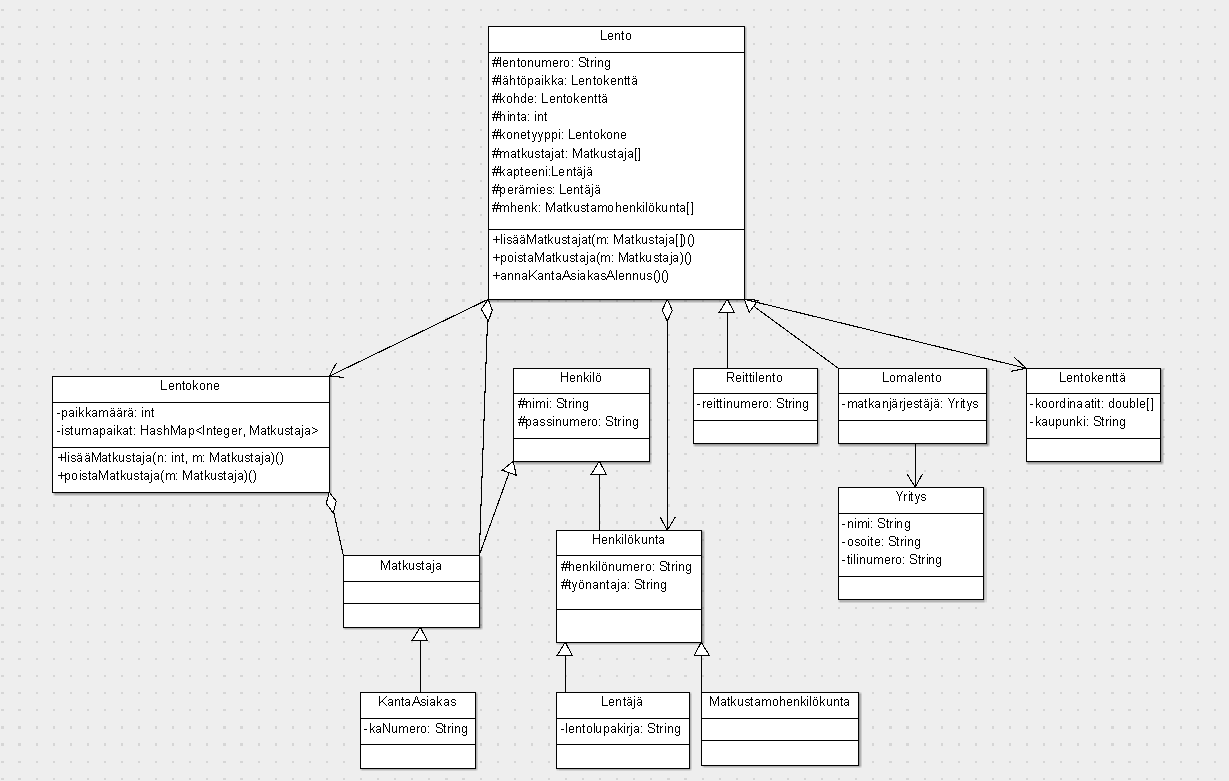 Lento
#lentonumero: String
#lähtöpaikka: Lentokenttä
#kohde: Lentokenttä
#hinta: int
#konetyyppi: Lentokone
#matkustajat: Matkustaja[]
#kapteeni:Lentäjä
#perämies: Lentäjä
#mhenk: Matkustamohenkilökunta[]
+lisääMatkustajat(m: Matkustaja[])()
+poistaMatkustaja(m: Matkustaja)()
+annaKantaAsiakasAlennus()()
Lentokone
-paikkamäärä: int
-istumapaikat: HashMap<Integer, Matkustaja>
+lisääMatkustaja(n: int, m: Matkustaja)()
+poistaMatkustaja(m: Matkustaja)()
Henkilö
#nimi: String
#passinumero: String
Reittilento
-reittinumero: String
Lomalento
-matkanjärjestäjä: Yritys
Lentokenttä
-koordinaatit: double[]
-kaupunki: String
Yritys
-nimi: String
-osoite: String
-tilinumero: String
Matkustaja
Henkilökunta
#henkilönumero: String
#työnantaja: String
KantaAsiakas
-kaNumero: String
Lentäjä
-lentolupakirja: String
Matkustamohenkilökunta